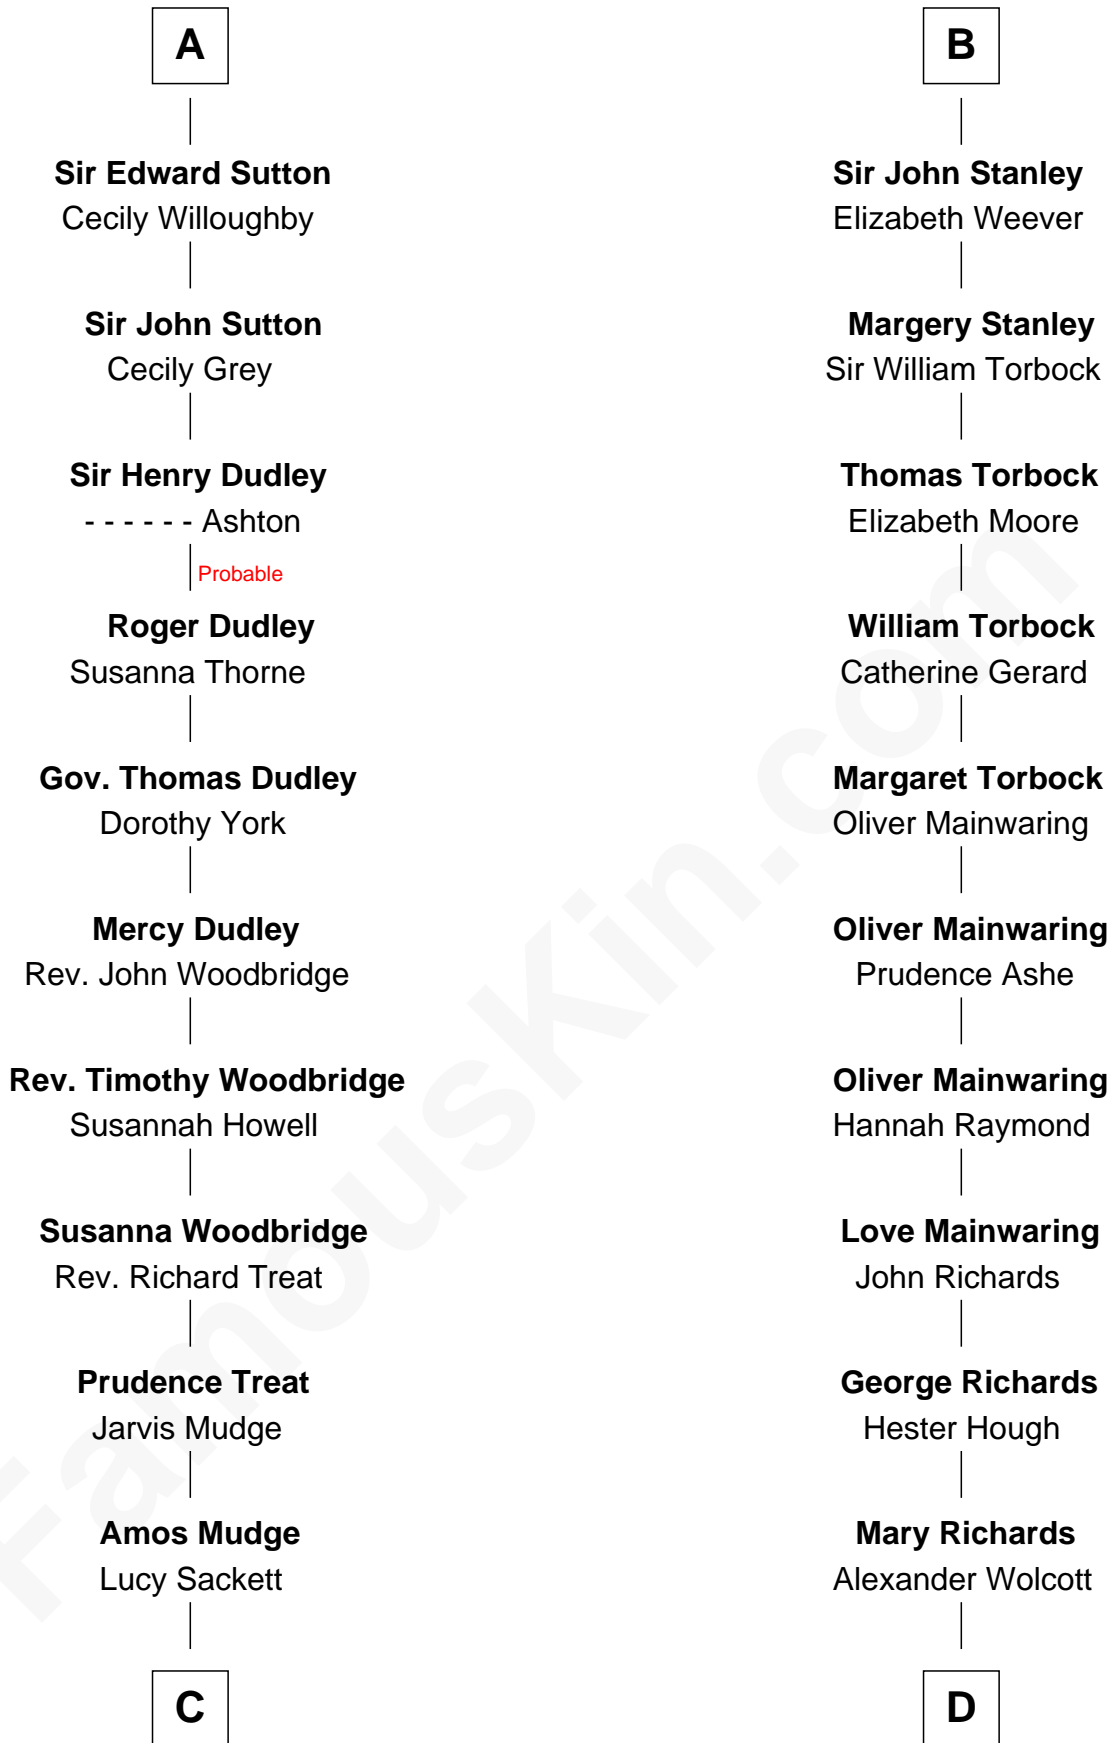 A
Sir Edward Sutton
Cecily Willoughby
Sir John Sutton
Cecily Grey
Sir Henry Dudley
- - - - - - Ashton
Probable
Roger Dudley
Susanna Thorne
Gov. Thomas Dudley
Dorothy York
Mercy Dudley
Rev. John Woodbridge
Rev. Timothy Woodbridge
Susannah Howell
Susanna Woodbridge
Rev. Richard Treat
Prudence Treat
Jarvis Mudge
Amos Mudge
Lucy Sackett
C
B
Sir John Stanley
Elizabeth Weever
Margery Stanley
Sir William Torbock
Thomas Torbock
Elizabeth Moore
William Torbock
Catherine Gerard
Margaret Torbock
Oliver Mainwaring
Oliver Mainwaring
Prudence Ashe
Oliver Mainwaring
Hannah Raymond
Love Mainwaring
John Richards
George Richards
Hester Hough
Mary Richards
Alexander Wolcott
D
FamousKin.com